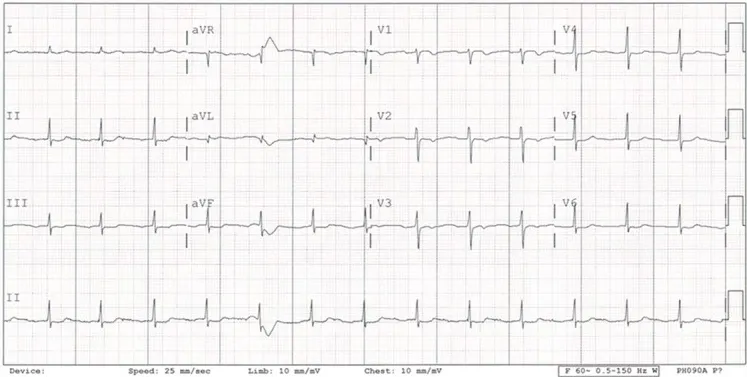 I aVR V1 V4
II aVL V2 V5
III aVF V3 V6
II
Device: Speed: 25 mm/sec Limb: 10 mm/mV Chest: 10 mm/mV F 60~ 0.5-150 Hz W PH090A P?